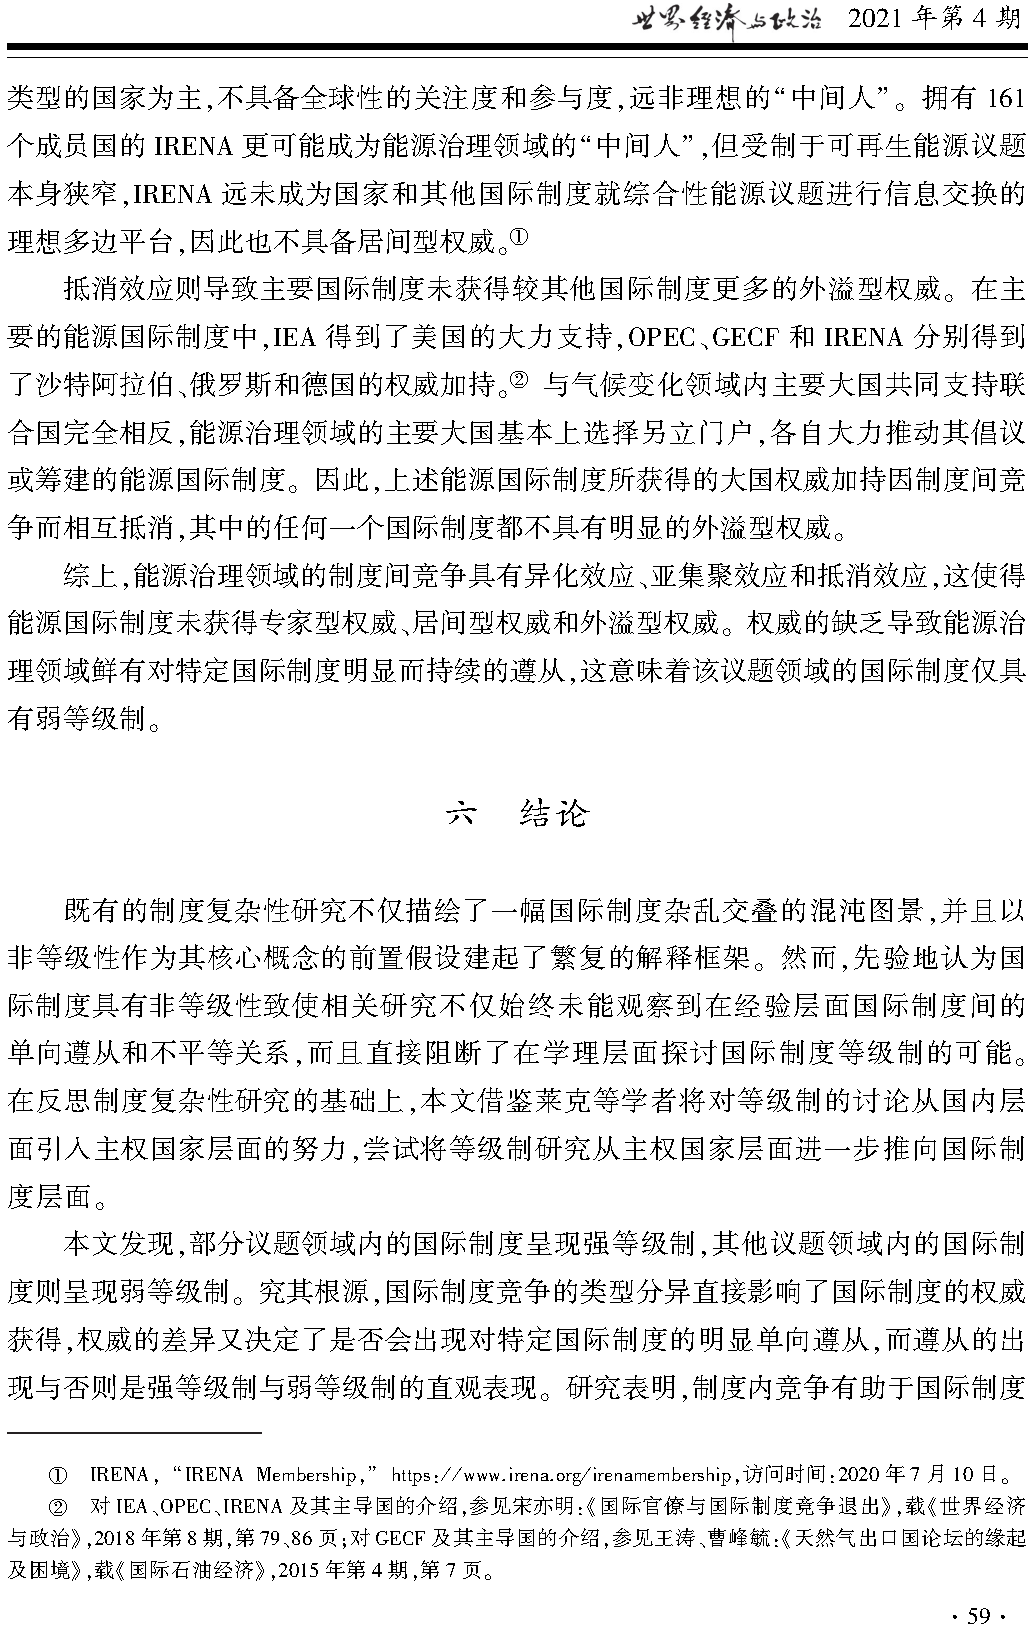 世界经济与政治 2021 年第 4 期
类型的国家为主,不具备全球性的关注度和参与度,远非理想的“中间人”。拥有 161
个成员国的 IRENA 更可能成为能源治理领域的“中间人”,但受制于可再生能源议题
本身狭窄,IRENA 远未成为国家和其他国际制度就综合性能源议题进行信息交换的
理想多边平台,因此也不具备居间型权威。①
抵消效应则导致主要国际制度未获得较其他国际制度更多的外溢型权威。在主
要的能源国际制度中,IEA 得到了美国的大力支持,OPEC、GECF 和 IRENA 分别得到
了沙特阿拉伯、俄罗斯和德国的权威加持。② 与气候变化领域内主要大国共同支持联
合国完全相反,能源治理领域的主要大国基本上选择另立门户,各自大力推动其倡议
或筹建的能源国际制度。因此,上述能源国际制度所获得的大国权威加持因制度间竞
争而相互抵消,其中的任何一个国际制度都不具有明显的外溢型权威。
综上,能源治理领域的制度间竞争具有异化效应、亚集聚效应和抵消效应,这使得
能源国际制度未获得专家型权威、居间型权威和外溢型权威。权威的缺乏导致能源治
理领域鲜有对特定国际制度明显而持续的遵从,这意味着该议题领域的国际制度仅具
有弱等级制。
六 结论
既有的制度复杂性研究不仅描绘了一幅国际制度杂乱交叠的混沌图景,并且以
非等级性作为其核心概念的前置假设建起了繁复的解释框架。然而,先验地认为国
际制度具有非等级性致使相关研究不仅始终未能观察到在经验层面国际制度间的
单向遵从和不平等关系,而且直接阻断了在学理层面探讨国际制度等级制的可能。
在反思制度复杂性研究的基础上,本文借鉴莱克等学者将对等级制的讨论从国内层
面引入主权国家层面的努力,尝试将等级制研究从主权国家层面进一步推向国际制
度层面。
本文发现,部分议题领域内的国际制度呈现强等级制,其他议题领域内的国际制
度则呈现弱等级制。究其根源,国际制度竞争的类型分异直接影响了国际制度的权威
获得,权威的差异又决定了是否会出现对特定国际制度的明显单向遵从,而遵从的出
现与否则是强等级制与弱等级制的直观表现。研究表明,制度内竞争有助于国际制度
① IRENA, “IRENA Membership,” https://www.irena.org/irenamembership,访问时间:2020 年 7 月 10 日。
② 对 IEA、OPEC、IRENA 及其主导国的介绍,参见宋亦明:《国际官僚与国际制度竞争退出》,载《世界经济
与政治》,2018 年第 8 期,第 79、86 页;对 GECF 及其主导国的介绍,参见王涛、曹峰毓:《天然气出口国论坛的缘起
及困境》,载《国际石油经济》,2015 年第 4 期,第 7 页。
· 59 ·